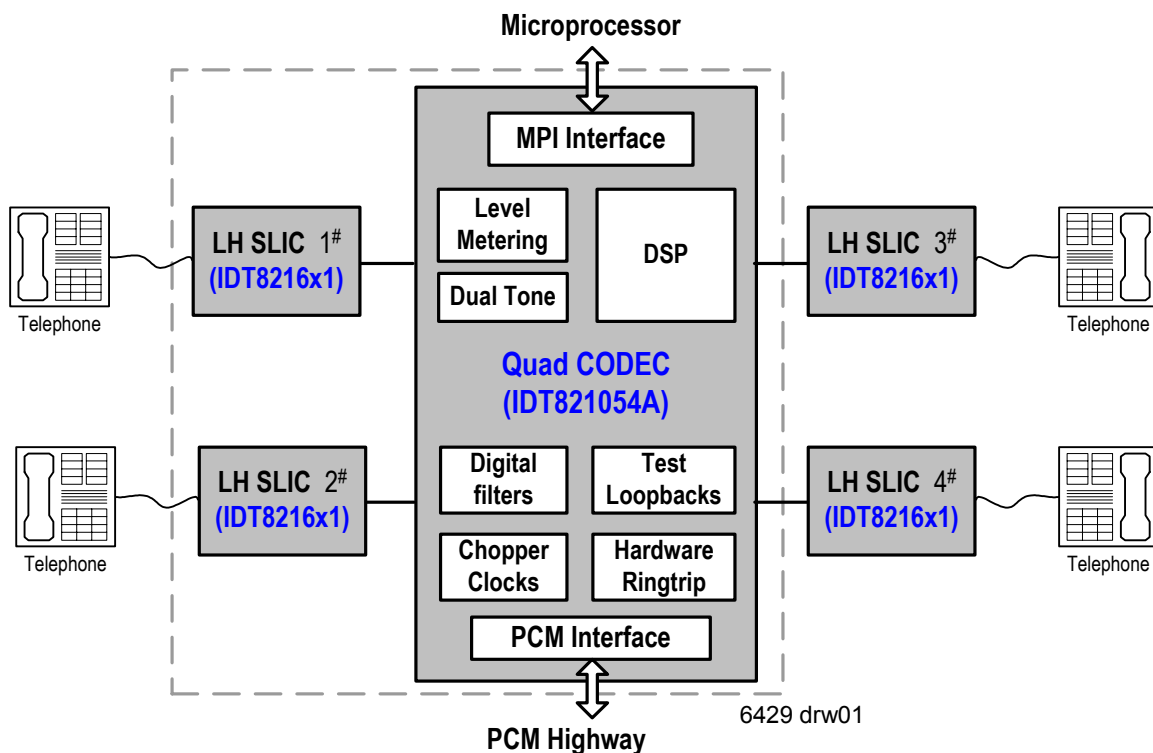 Microprocessor
MPI Interface
Level
Metering
DSP
Dual Tone
LH SLIC 1#
(IDT8216x1)
Telephone
LH SLIC 3#
(IDT8216x1)
Telephone
Quad CODEC
(IDT821054A)
LH SLIC 2#
(IDT8216x1)
Telephone
LH SLIC 4#
(IDT8216x1)
Telephone
Digital
filters
Test
Loopbacks
Chopper
Clocks
Hardware
Ringtrip
PCM Interface
6429 drw01
PCM Highway